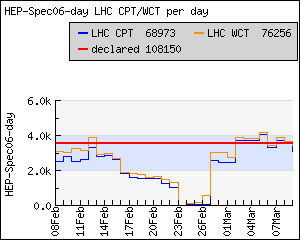 HEP-Spec06-day LHC CPT/WCT per day
LHC CPT 68973 LHC WCT 76256
declared 108150
HEP-Spec06-day
6.0k
4.0k
2.0k
0.0
08Feb 11Feb 14Feb 17Feb 20Feb 23Feb 26Feb 01Mar 04Mar 07Mar